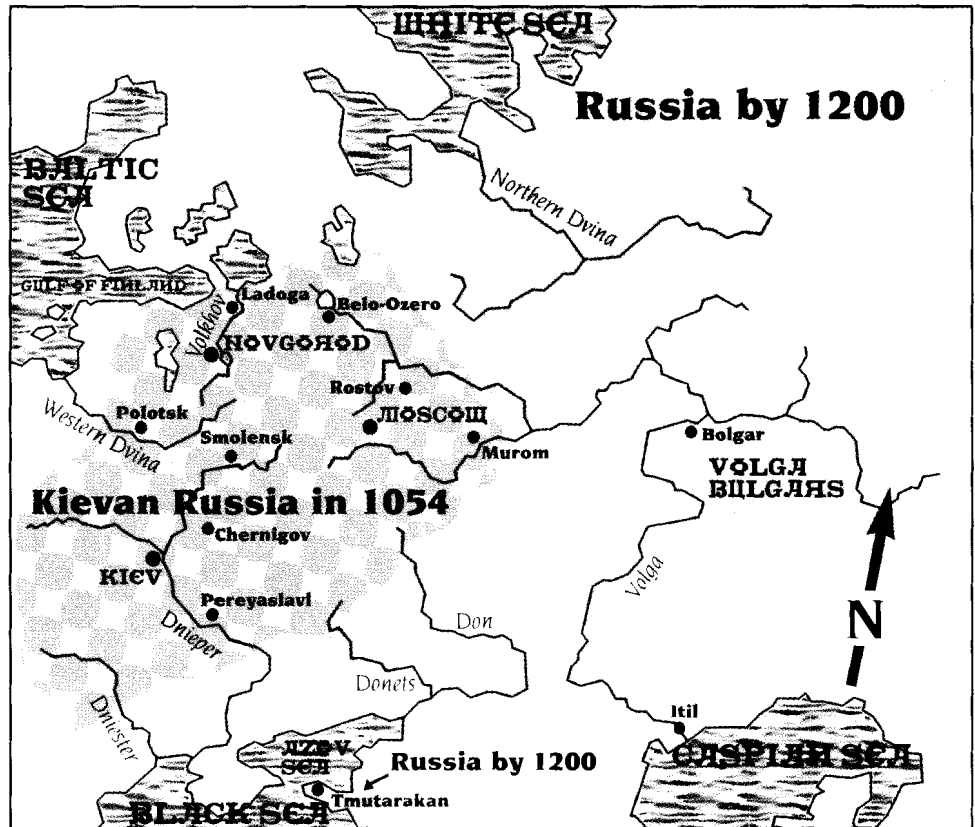 WHITE SEA
Russia by 1200
BALTIC
SEA
Northern Dvina
GULF OF FINLAND
Ladoga
Belo-Ozero
Volkhov
NOVGOROD
Rostov
Western Dvina
Polotsk
MOSCOW
Smolensk
Murom
Bolgar
VOLGA
BULGARS
Kievan Russia in 1054
Chernigov
KIEV
Volga
Pereyaslavl
Dnieper
Don
N
Donets
Dniester
Itil
AZOV
SEA
Russia by 1200
CASPIAN SEA
Tmutarakan
BLACK SEA